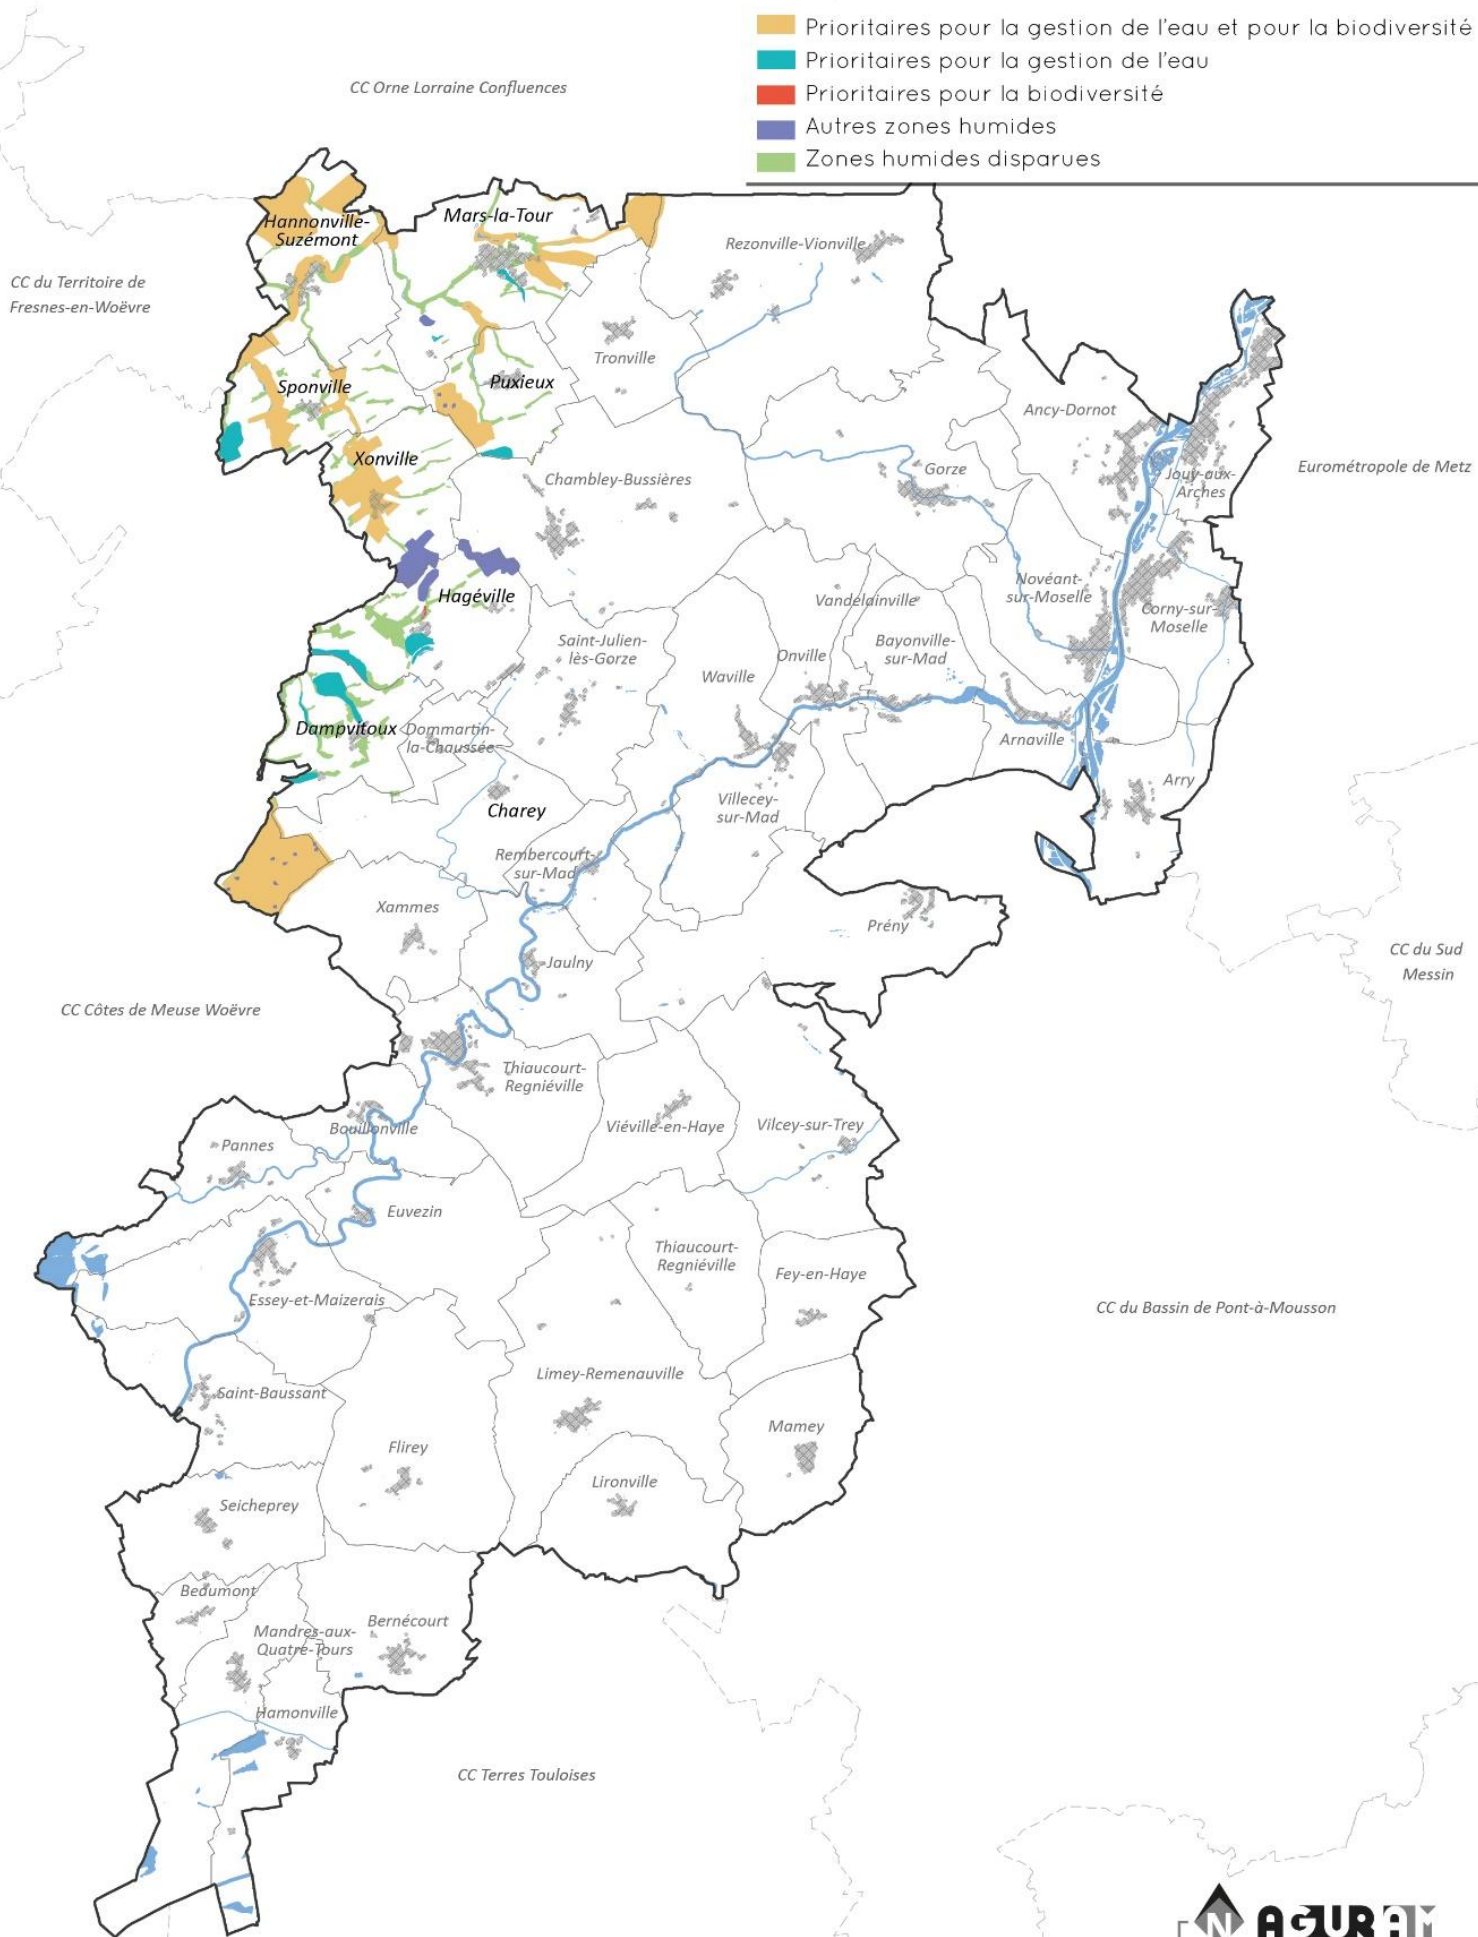 Prioritaires pour la gestion de l'eau et pour la biodiversité
Prioritaires pour la gestion de l'eau
Prioritaires pour la biodiversité
Autres zones humides
Zones humides disparues
CC Orne Lorraine Confluences
Hannonville-
Suzémont
Mars-la-Tour
Rezonville-Vionville
CC du Territoire de
Fresnes-en-Woëvre
Tronville
Sponville
Puxieux
Ancy-Dornot
Xonville
Chambley-Bussières
Gorze
Jouy-aux-
Arches
Eurométropole de Metz
Hagéville
Vandelainville
Novéant-
sur-Moselle
Corny-sur-
Moselle
Saint-Julien-
lès-Gorze
Waville
Onville
Bayonville-
sur-Mad
Dampvitoux
Dommartin-
la-Chaussée
Arnaville
Arry
Charey
Villecey-
sur-Mad
Rembercourt-
sur-Mad
Xammes
Prény
Jaulny
CC du Sud
Messin
CC Côtes de Meuse Woëvre
Thiaucourt-
Regniéville
Bouillonville
Pannes
Viéville-en-Haye
Vilcey-sur-Trey
Euvezin
Thiaucourt-
Regniéville
Fey-en-Haye
Essey-et-Maizerais
CC du Bassin de Pont-à-Mousson
Saint-Baussant
Limey-Remenauville
Mamey
Flirey
Lironville
Seicheprey
Beaumont
Mandres-aux-
Quatre-Tours
Bernécourt
Hamonville
CC Terres Touloises
N AGURAM